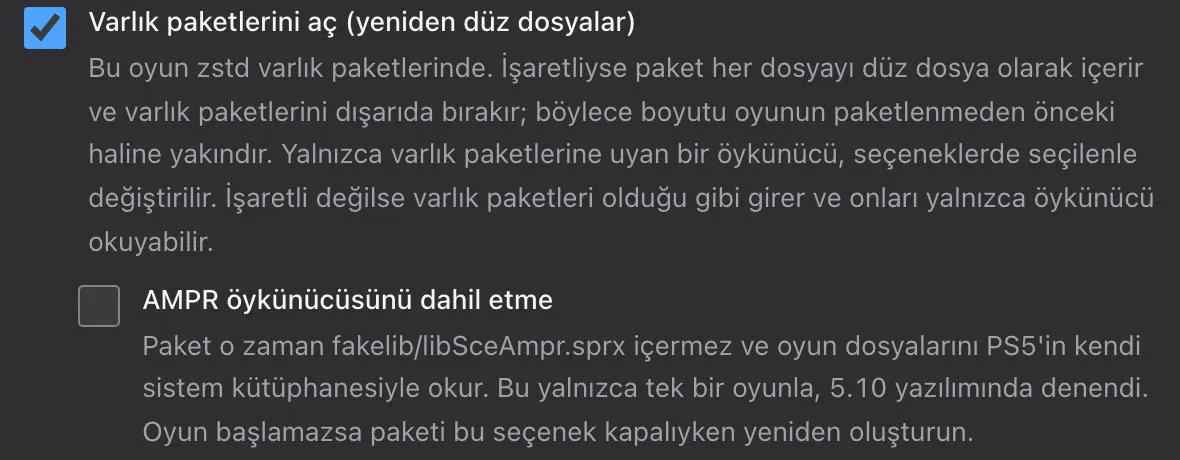 Varlık paketlerini aç (yeniden düz dosyalar)
Bu oyun zstd varlık paketlerinde. İşaretliyse paket her dosyayı düz dosya olarak içerir
ve varlık paketlerini dışarıda bırakır; böylece boyutu oyunun paketlenmeden önceki
haline yakındır. Yalnızca varlık paketlerine uyan bir öykünücü, seçeneklerde seçilenle
değiştirilir. İşaretli değilse varlık paketleri olduğu gibi girer ve onları yalnızca öykünücü
okuyabilir.
AMPR öykünücüsünü dahil etme
Paket o zaman fakelib/libSceAmpr.sprx içermez ve oyun dosyalarını PS5'in kendi
sistem kütüphanesiyle okur. Bu yalnızca tek bir oyunla, 5.10 yazılımında denendi.
Oyun başlamazsa paketi bu seçenek kapalıyken yeniden oluşturun.